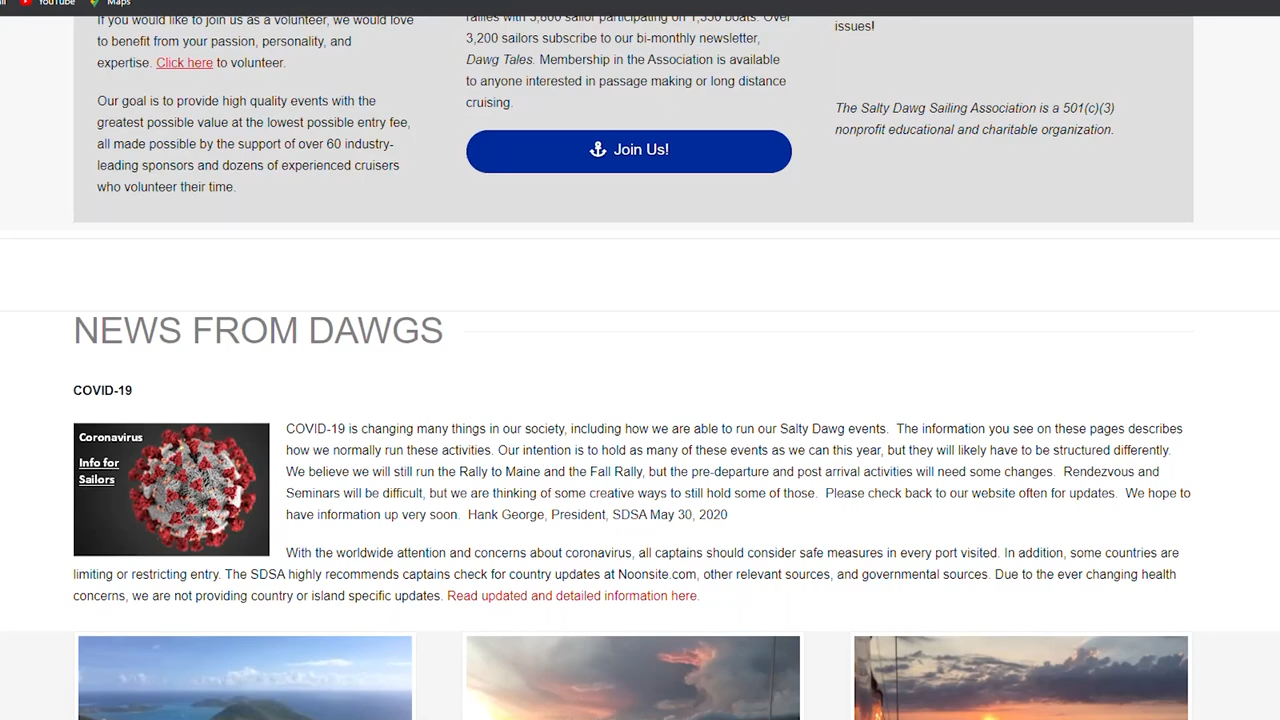 YouTube
Maps
If you would like to join us as a volunteer, we would love
to benefit from your passion, personality, and
expertise. Click here to volunteer.
Our goal is to provide high quality events with the
greatest possible value at the lowest possible entry fee,
all made possible by the support of over 60 industry-
leading sponsors and dozens of experienced cruisers
who volunteer their time.
rallies with 3,800 sailor participating on 1,350 boats. Over
3,200 sailors subscribe to our bi-monthly newsletter,
Dawg Tales. Membership in the Association is available
to anyone interested in passage making or long distance
cruising.
Join Us!
issues!
The Salty Dawg Sailing Association is a 501(c)(3)
nonprofit educational and charitable organization.
NEWS FROM DAWGS
COVID-19
Coronavirus
Info for
Sailors
COVID-19 is changing many things in our society, including how we are able to run our Salty Dawg events. The information you see on these pages describes
how we normally run these activities. Our intention is to hold as many of these events as we can this year, but they will likely have to be structured differently.
We believe we will still run the Rally to Maine and the Fall Rally, but the pre-departure and post arrival activities will need some changes. Rendezvous and
Seminars will be difficult, but we are thinking of some creative ways to still hold some of those. Please check back to our website often for updates. We hope to
have information up very soon. Hank George, President, SDSA May 30, 2020
With the worldwide attention and concerns about coronavirus, all captains should consider safe measures in every port visited. In addition, some countries are
limiting or restricting entry. The SDSA highly recommends captains check for country updates at Noonsite.com, other relevant sources, and governmental sources. Due to the ever changing health
concerns, we are not providing country or island specific updates. Read updated and detailed information here.